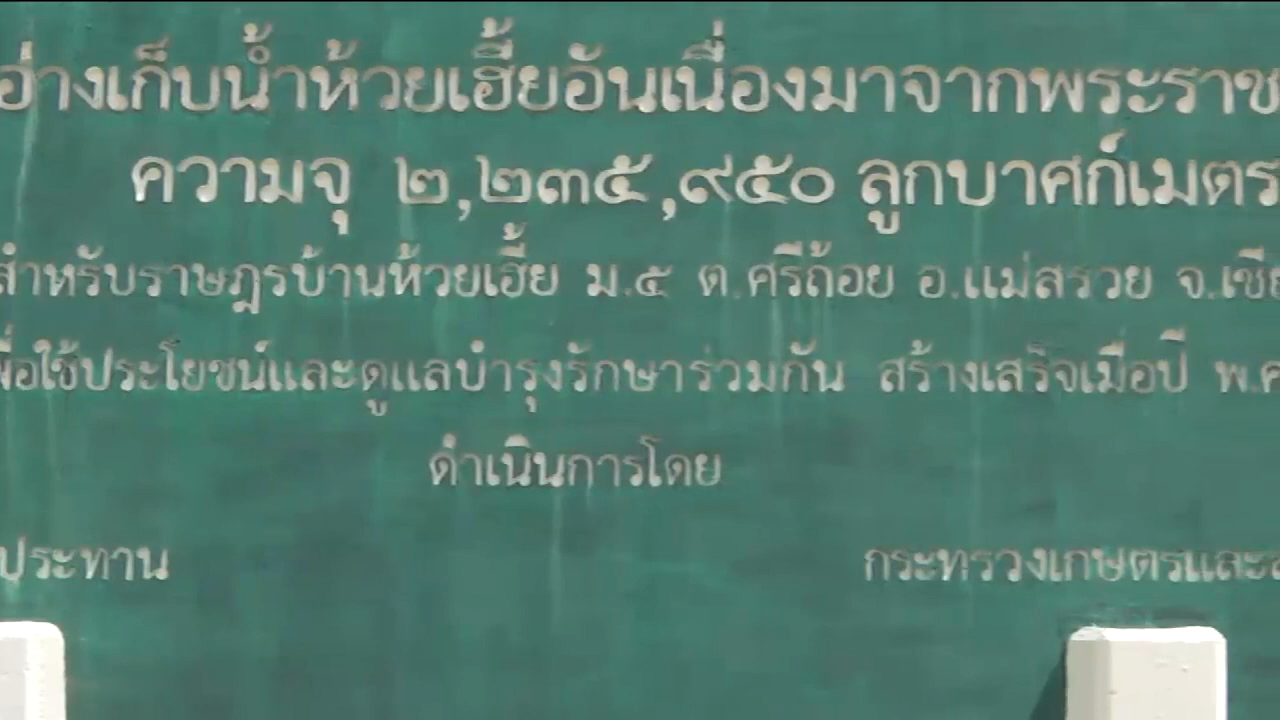 อ่างเก็บน้ำห้วยเฮี้ยอันเนื่องมาจากพระราช
ความจุ ๒,๒๓๕,๙๕๐ ลูกบาศก์เมตร
สำหรับราษฎรบ้านห้วยเฮี้ย ม.๕ ต.ศรีถ้อย อ.แม่สรวย จ.เชีย
ใช้ประโยชน์และดูแลบำรุงรักษาร่วมกัน สร้างเสร็จเมื่อปี พ.ศ
ดำเนินการโดย
ประทาน กระทรวงเกษตรและส